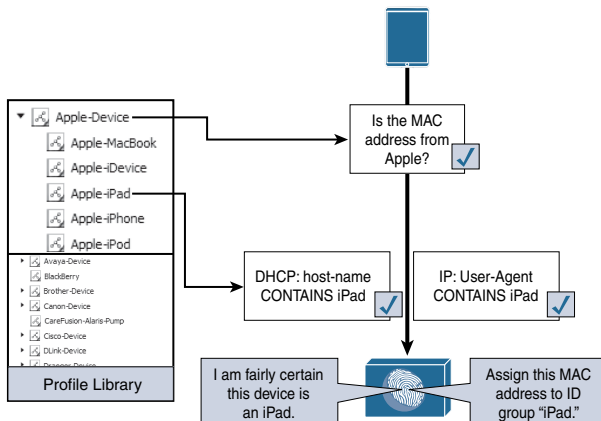 Is the MAC
address from
Apple?
Apple-Device
Apple-MacBook
Apple-iDevice
Apple-iPad
Apple-iPhone
Apple-iPod
Avaya-Device
BlackBerry
Brother-Device
Canon-Device
CareFusion-Alaris-Pump
Cisco-Device
DLink-Device
Profile Library
DHCP: host-name
CONTAINS iPad
IP: User-Agent
CONTAINS iPad
I am fairly certain
this device is
an iPad.
Assign this MAC
address to ID
group “iPad.”